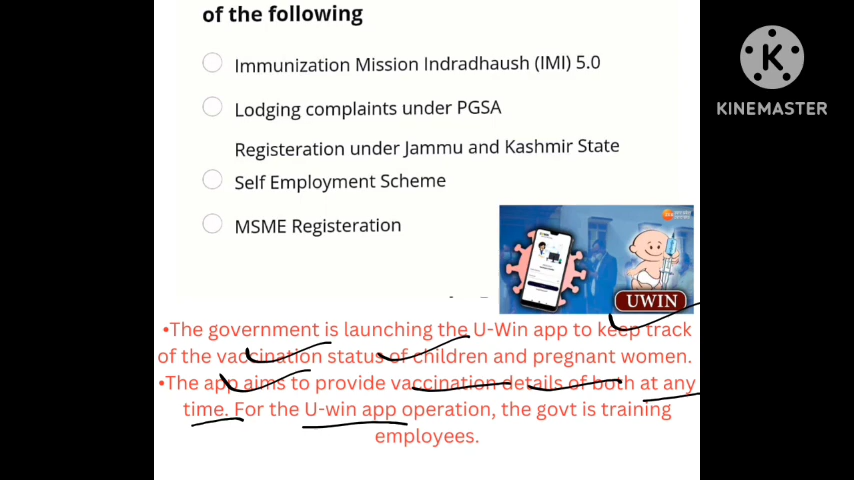 of the following
Immunization Mission Indradhaush (IMI) 5.0
Lodging complaints under PGSA
Registeration under Jammu and Kashmir State
Self Employment Scheme
MSME Registeration
K
KINEMASTER
UWIN
•The government is launching the U-Win app to keep track
of the vaccination status of children and pregnant women.
•The app aims to provide vaccination details of both at any
time. For the U-win app operation, the govt is training
employees.